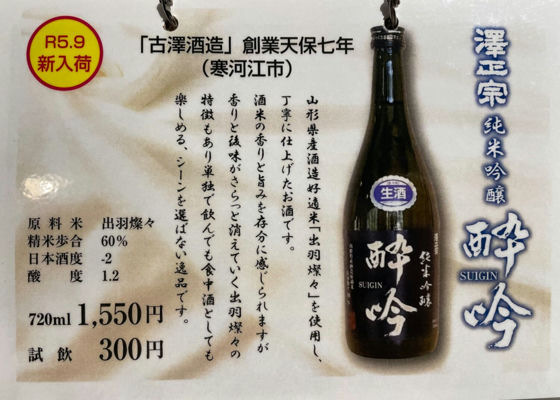 R5.9
新入荷
「古澤酒造」創業天保七年
（寒河江市）
澤正宗
純米吟醸
酔吟
SUIGIN
山形県産酒造好適米「出羽燦々」を使用し、
丁寧に仕上げたお酒です。
酒米の香りと旨みを存分に感じられますが
香りと後味がさらっと消えていく出羽燦々の
特徴もあり単独で飲んでも食中酒としても
楽しめる、シーンを選ばない逸品です。
生酒
純米吟醸
酔吟
SUIGIN
原料米 出羽燦々
精米歩合 60%
日本酒度 -2
酸度 1.2
720ml 1,550円
試飲 300円